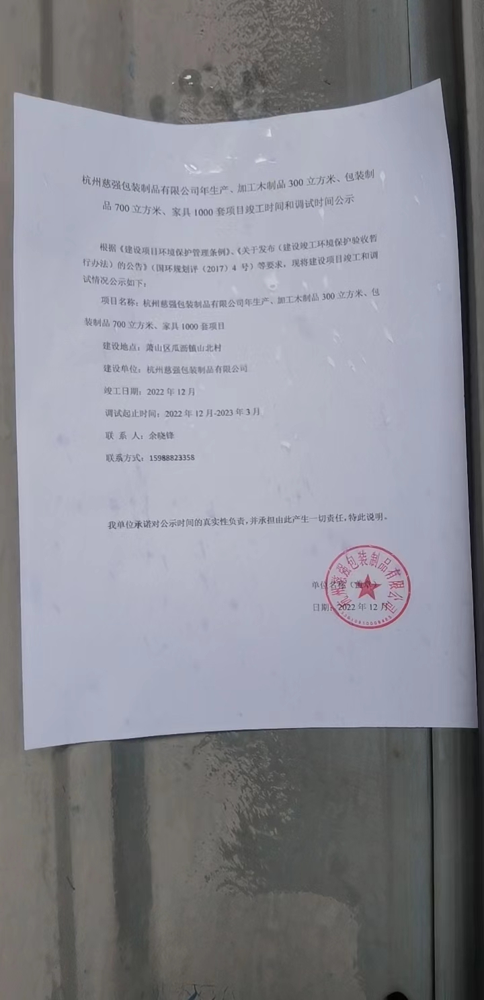 杭州慈强包装制品有限公司年生产、加工木制品 300 立方米、包装制
品 700 立方米、家具 1000 套项目竣工时间和调试时间公示
根据《建设项目环境保护管理条例》、《关于发布（建设竣工环境保护验收暂
行办法）的公告》（国环规划评（2017）4 号）等要求，现将建设项目竣工和调
试情况公示如下：
项目名称：杭州慈强包装制品有限公司年生产、加工木制品 300 立方米、包
装制品 700 立方米、家具 1000 套项目
建设地点：萧山区瓜沥镇山北村
建设单位：杭州慈强包装制品有限公司
竣工日期：2022 年 12 月
调试起止时间：2022 年 12 月-2023 年 3 月
联 系 人：余晓锋
联系方式：15988823358
我单位承诺对公示时间的真实性负责，并承担由此产生一切责任，特此说明。
杭州慈强包装制品有限公司
单位名称（盖章）
日期：2022 年 12 月